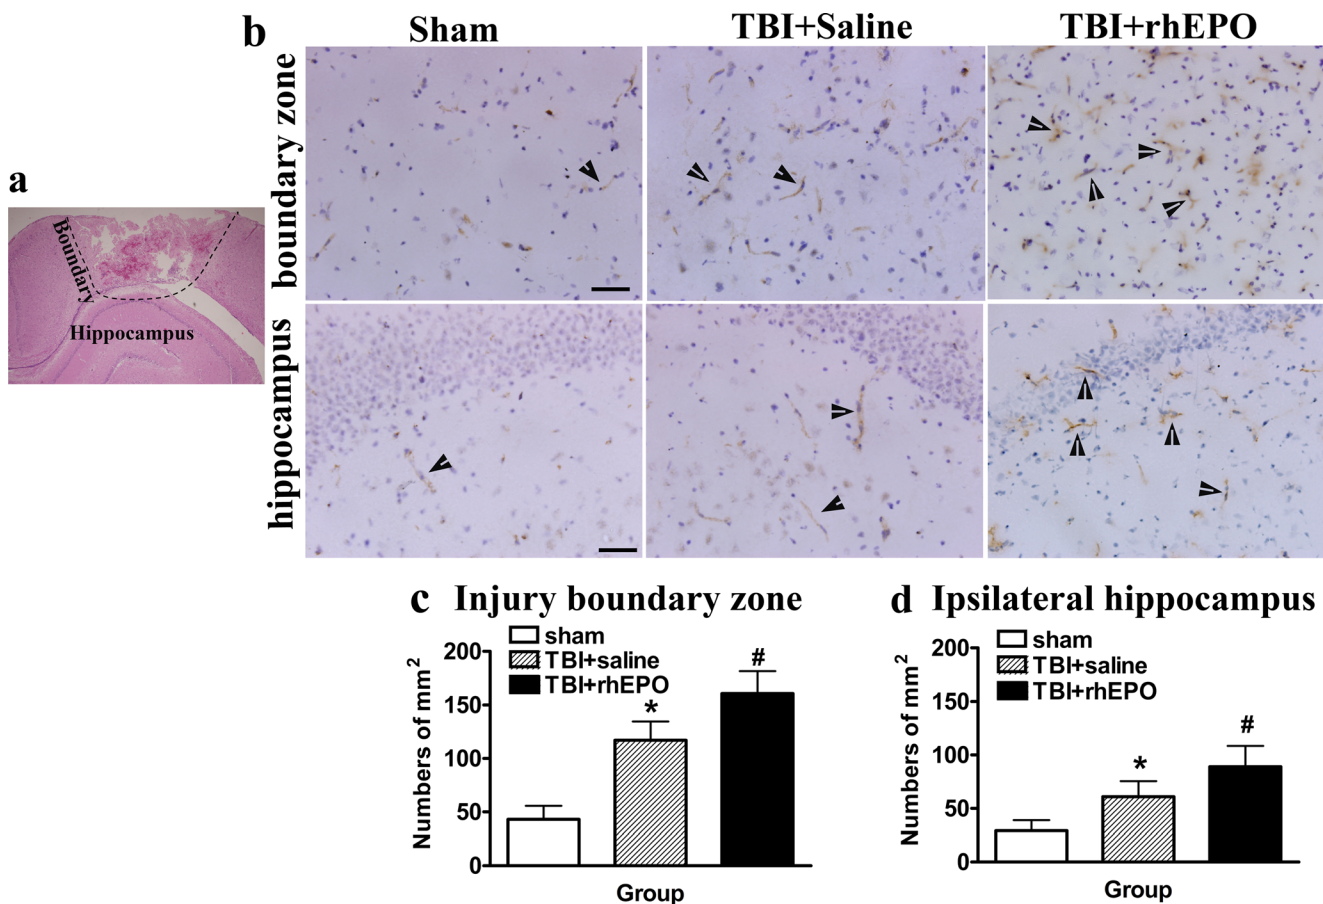 a
Boundary
Hippocampus
b
Sham
TBI+Saline
TBI+rhEPO
boundary zone
hippocampus
c Injury boundary zone
sham
TBI+saline
TBI+rhEPO
Numbers of mm²
200
150
100
50
0
*
#
Group
d Ipsilateral hippocampus
sham
TBI+saline
TBI+rhEPO
Numbers of mm²
200
150
100
50
0
*
#
Group